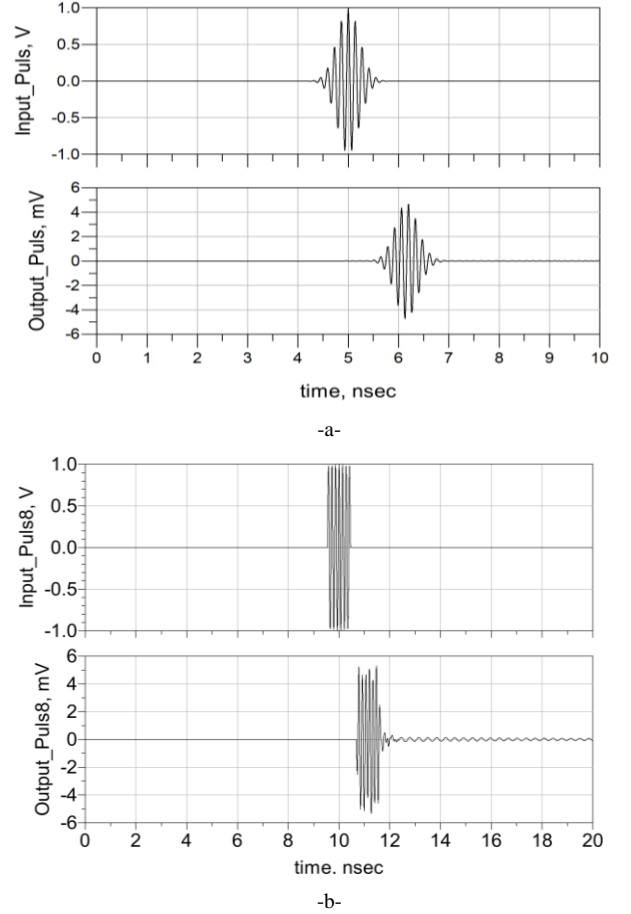 Input_Puls, V
1.0
0.5
0.0
-0.5
-1.0
Output_Puls, mV
6
4
2
0
-2
-4
-6
0 1 2 3 4 5 6 7 8 9 10
time, nsec
-a-
Input_Puls8, V
1.0
0.5
0.0
-0.5
-1.0
Output_Puls8, mV
6
4
2
0
-2
-4
-6
0 2 4 6 8 10 12 14 16 18 20
time. nsec
-b-